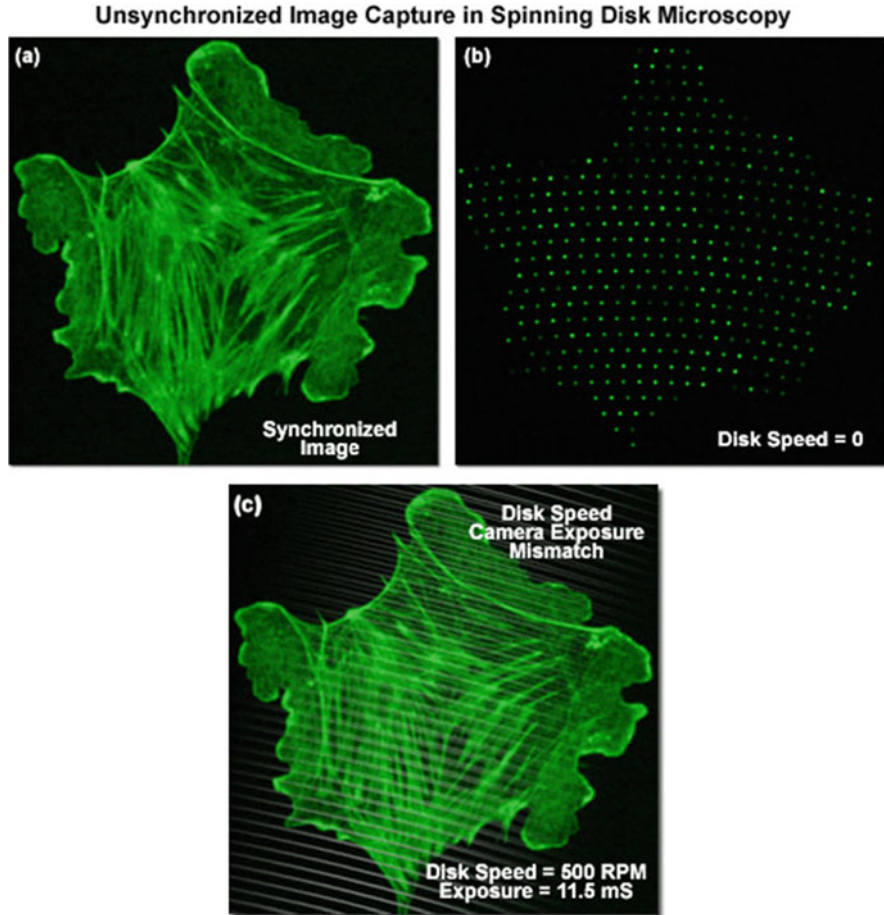 Unsynchronized Image Capture in Spinning Disk Microscopy
(a)
Synchronized
Image
(b)
Disk Speed = 0
(c)
Disk Speed
Camera Exposure
Mismatch
Disk Speed = 500 RPM
Exposure = 11.5 mS